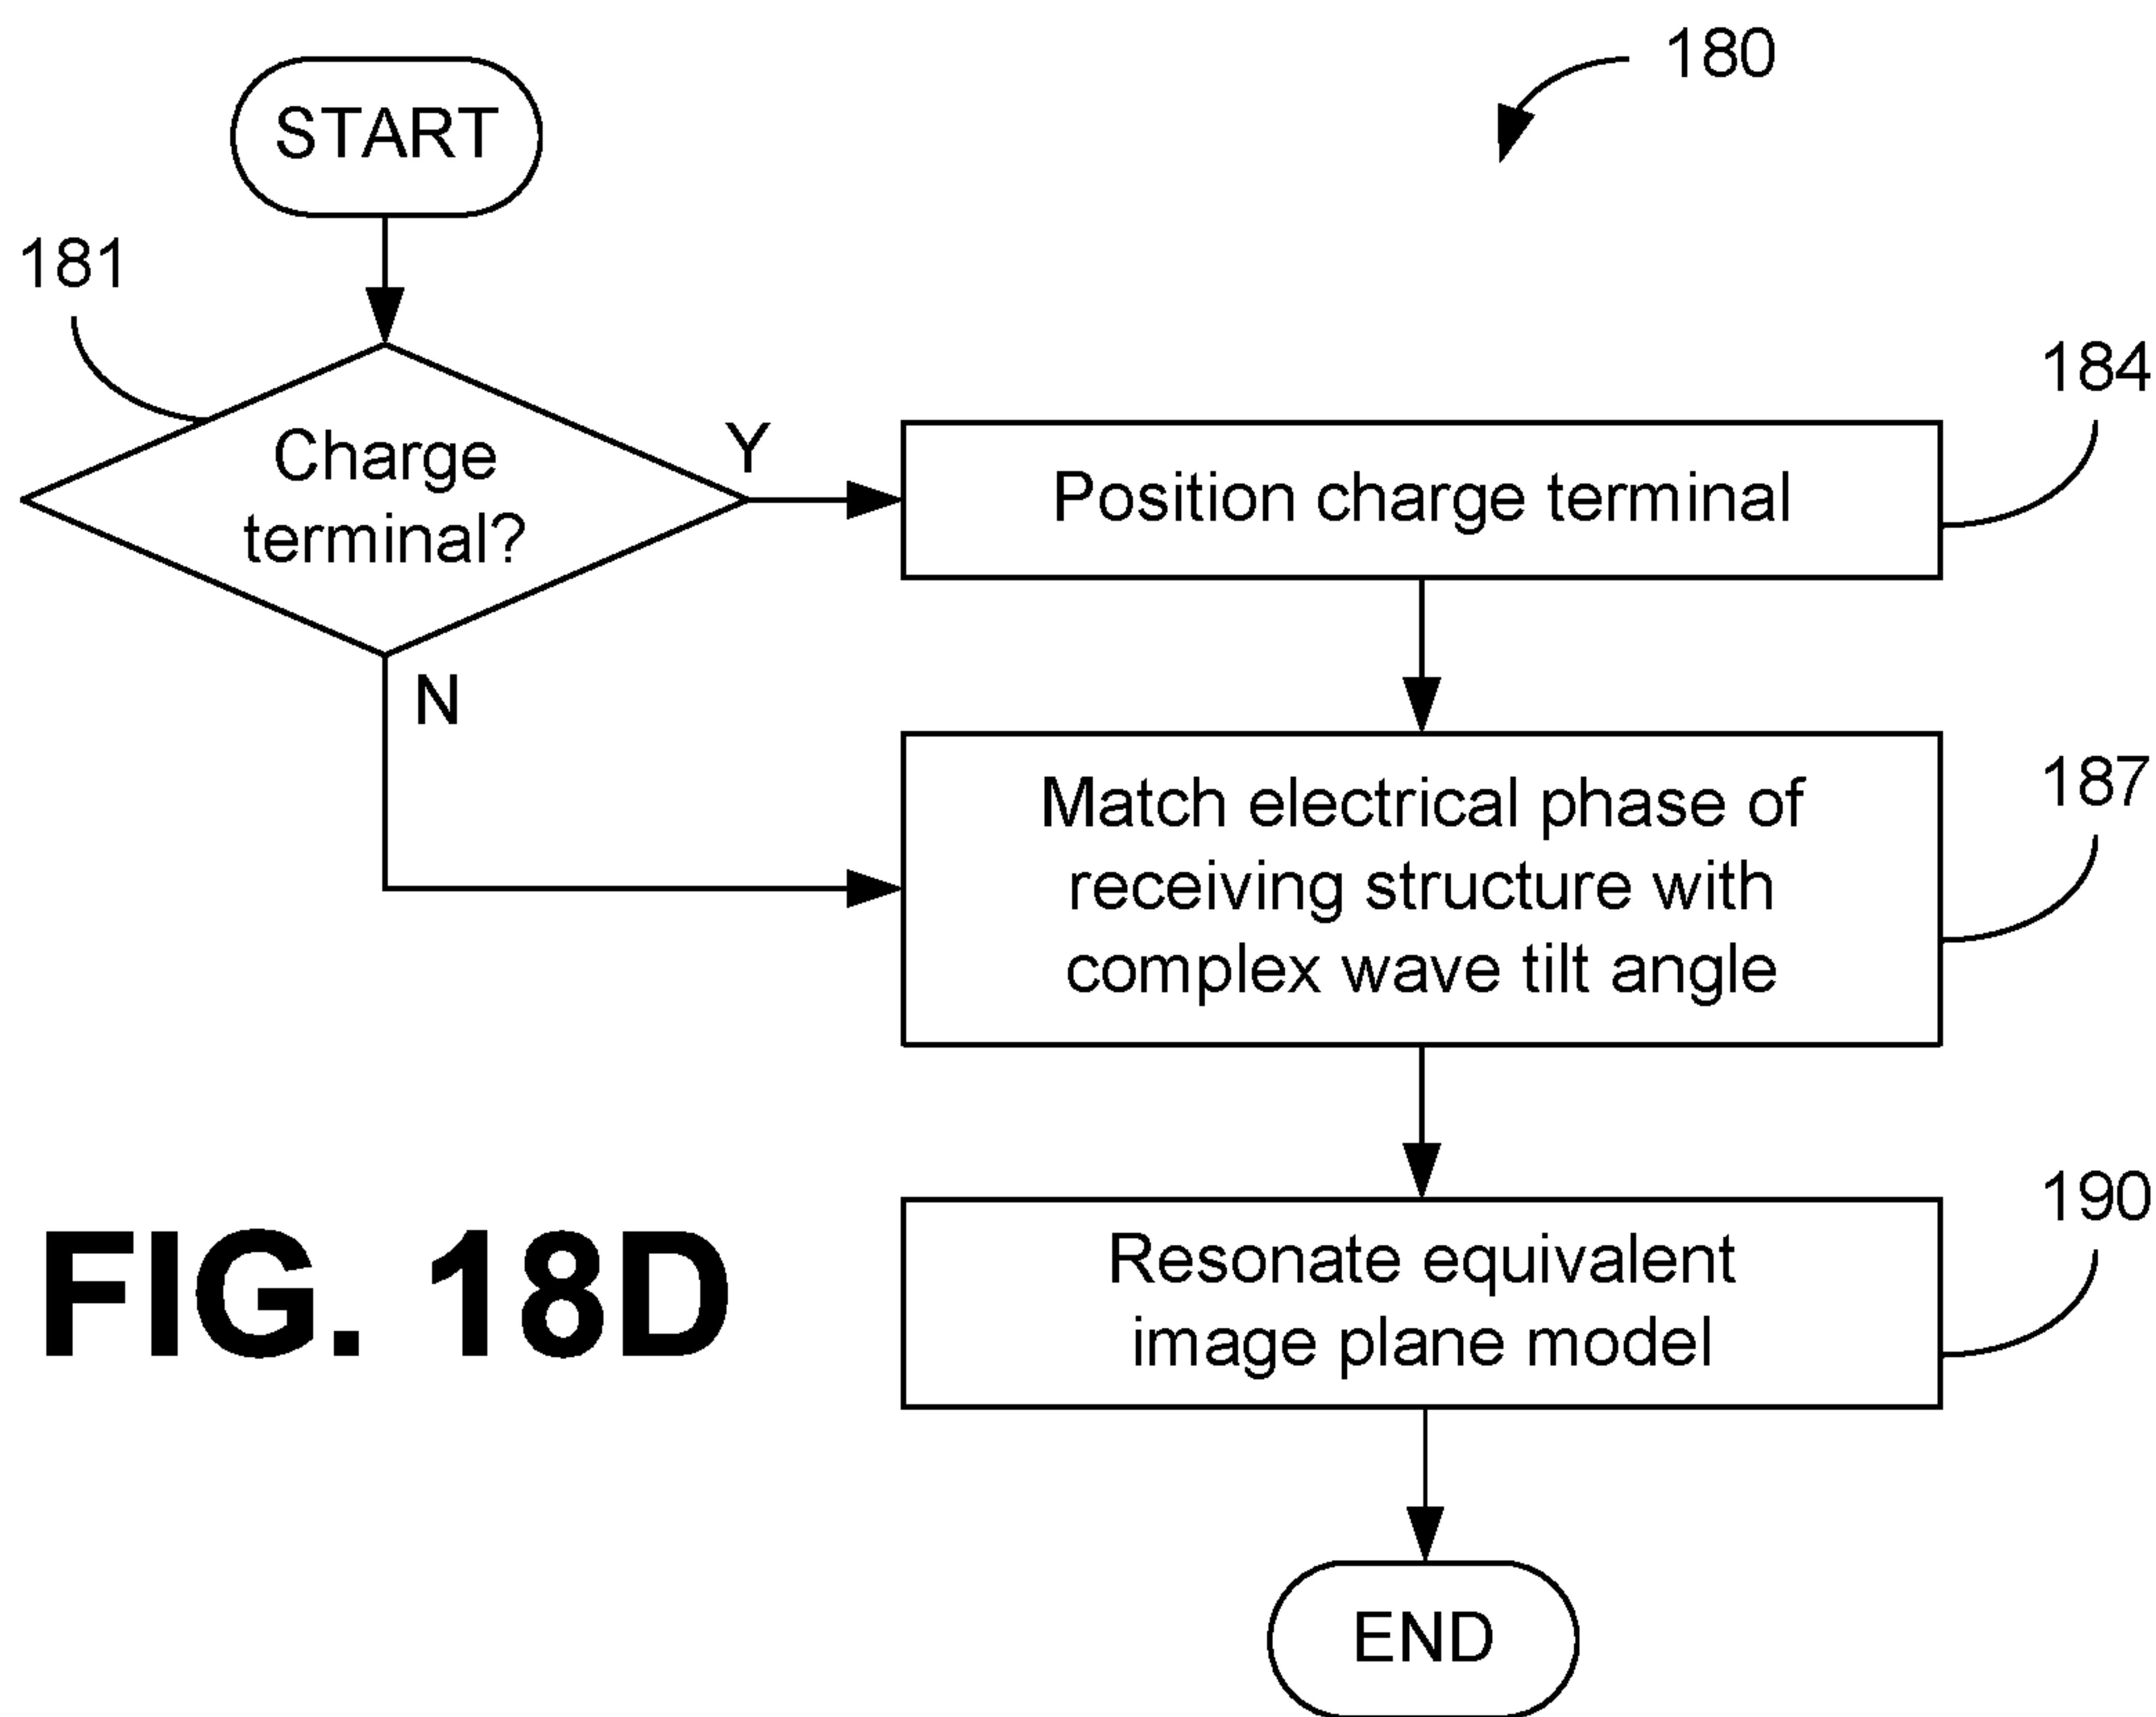 START
180
181
Charge
terminal?
Y
N
Position charge terminal
184
Match electrical phase of
receiving structure with
complex wave tilt angle
187
Resonate equivalent
image plane model
190
END
FIG. 18D